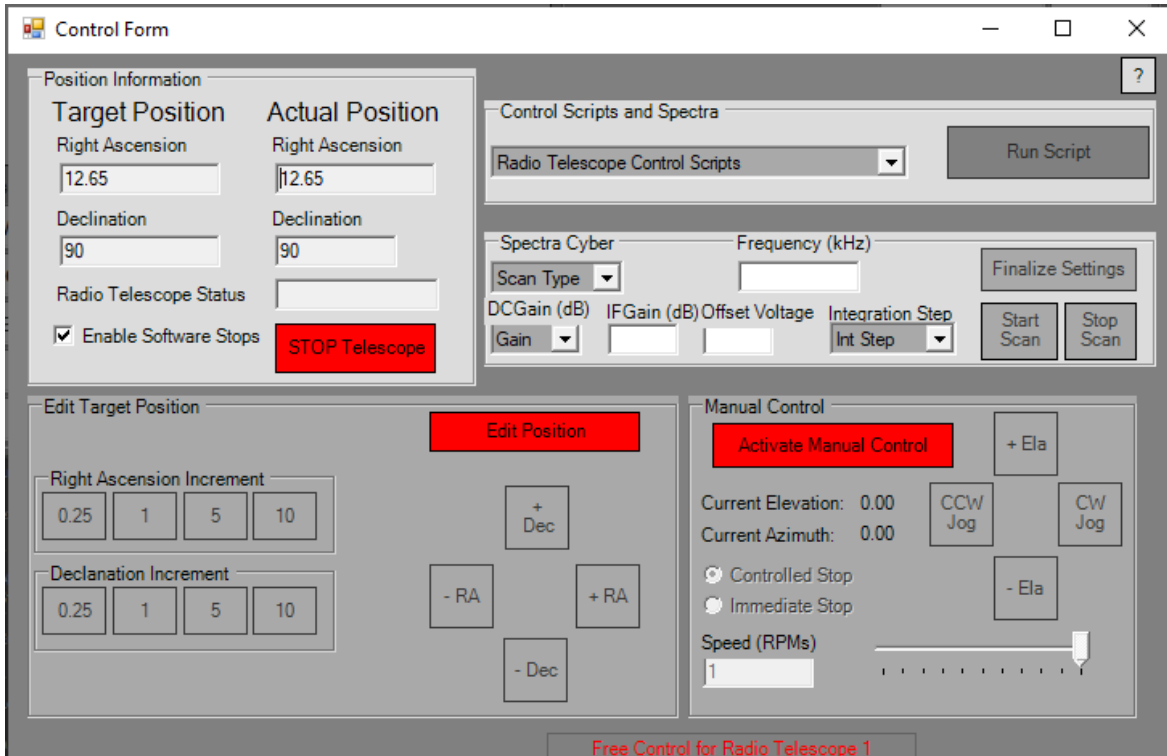 Control Form
?
Position Information
Target Position
Actual Position
Right Ascension
Right Ascension
12.65
12.65
Declination
Declination
90
90
Radio Telescope Status
Enable Software Stops
STOP Telescope
Control Scripts and Spectra
Radio Telescope Control Scripts
Run Script
Spectra Cyber
Frequency (kHz)
Scan Type
Finalize Settings
DCGain (dB)
IFGain (dB)
Offset Voltage
Integration Step
Gain
Int Step
Start
Scan
Stop
Scan
Edit Target Position
Edit Position
Right Ascension Increment
0.25
1
5
10
Declanation Increment
0.25
1
5
10
+
Dec
- RA
+ RA
- Dec
Manual Control
Activate Manual Control
+ Ela
Current Elevation: 0.00
Current Azimuth: 0.00
CCW
Jog
CW
Jog
Controlled Stop
Immediate Stop
- Ela
Speed (RPMs)
1
Free Control for Radio Telescope 1